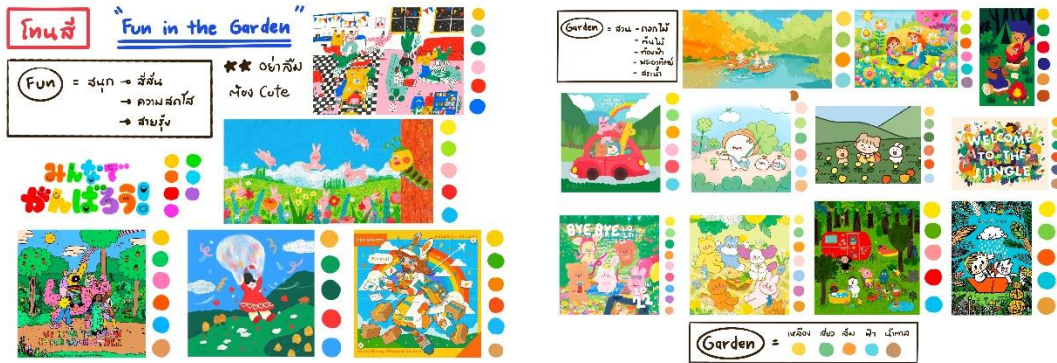 โทนสี
"Fun in the Garden"
Fun = สนุก → สีสัน
→ ความสดใส
→ สายรุ้ง
★★ อย่าลืม
ต้อง Cute
みんなで
がんばろう!
Garden = สวน - ดอกไม้
- ต้นไม้
- ท้องฟ้า
- พระอาทิตย์
- สระน้ำ
WELCOME
TO THE
JUNGLE
BYE BYE
Garden = เหลือง เขียว ส้ม ฟ้า น้ำตาล